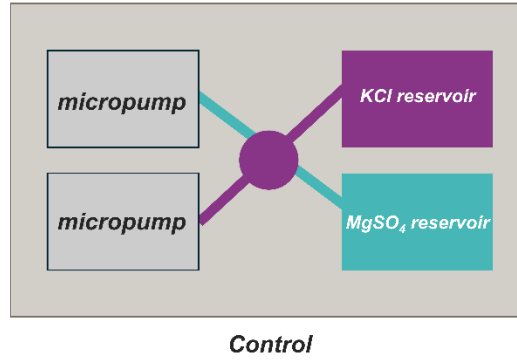 micropump
KCl reservoir
micropump
MgSO₄ reservoir
Control